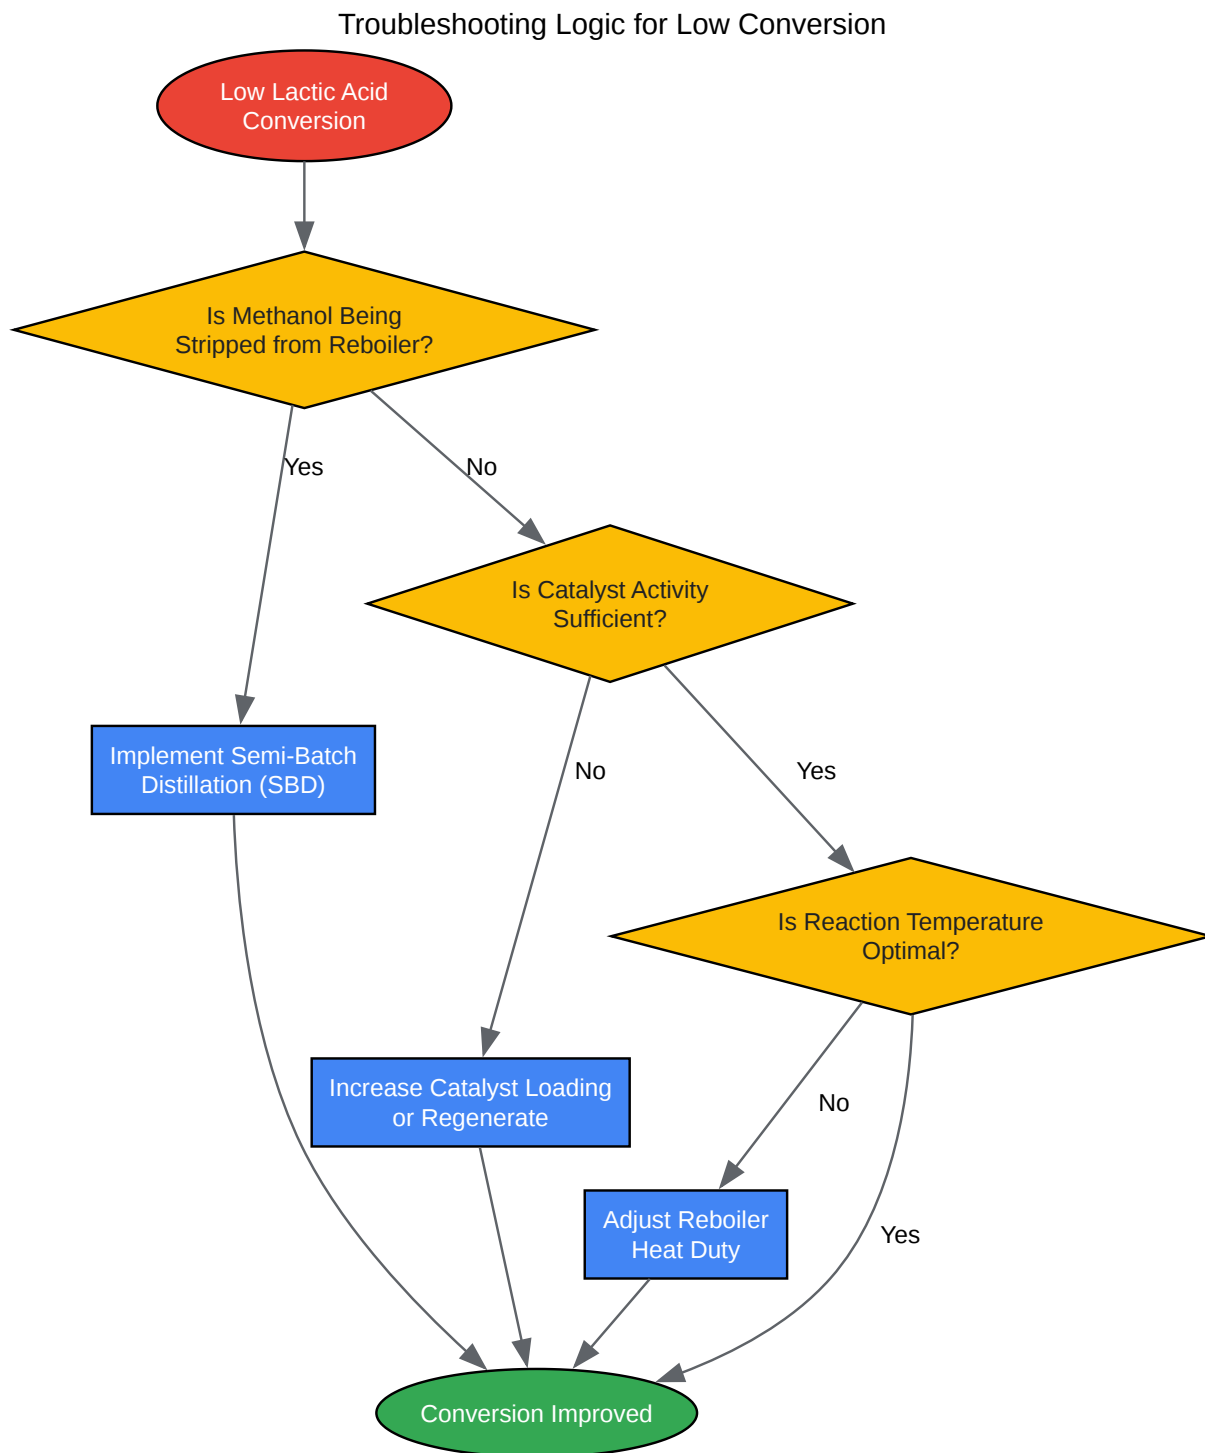 Troubleshooting Logic for Low Conversion
Low Lactic Acid
Conversion
Is Methanol Being
Stripped from Reboiler?
Yes
No
Is Catalyst Activity
Sufficient?
Implement Semi-Batch
Distillation (SBD)
No
Yes
Is Reaction Temperature
Optimal?
Increase Catalyst Loading
or Regenerate
No
Adjust Reboiler
Heat Duty
Yes
Conversion Improved